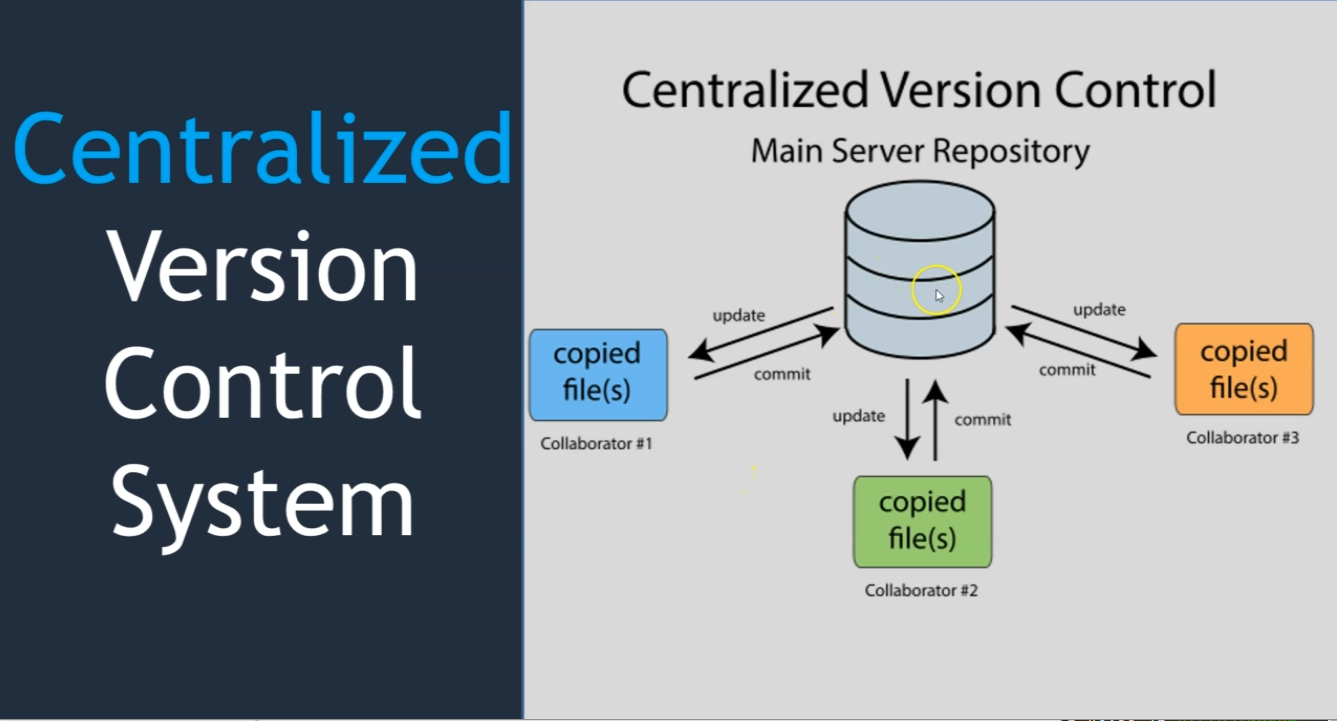 Centralized
Version
Control
System
Centralized Version Control
Main Server Repository
update
commit
copied
file(s)
Collaborator #1
update
commit
copied
file(s)
Collaborator #2
update
commit
copied
file(s)
Collaborator #3